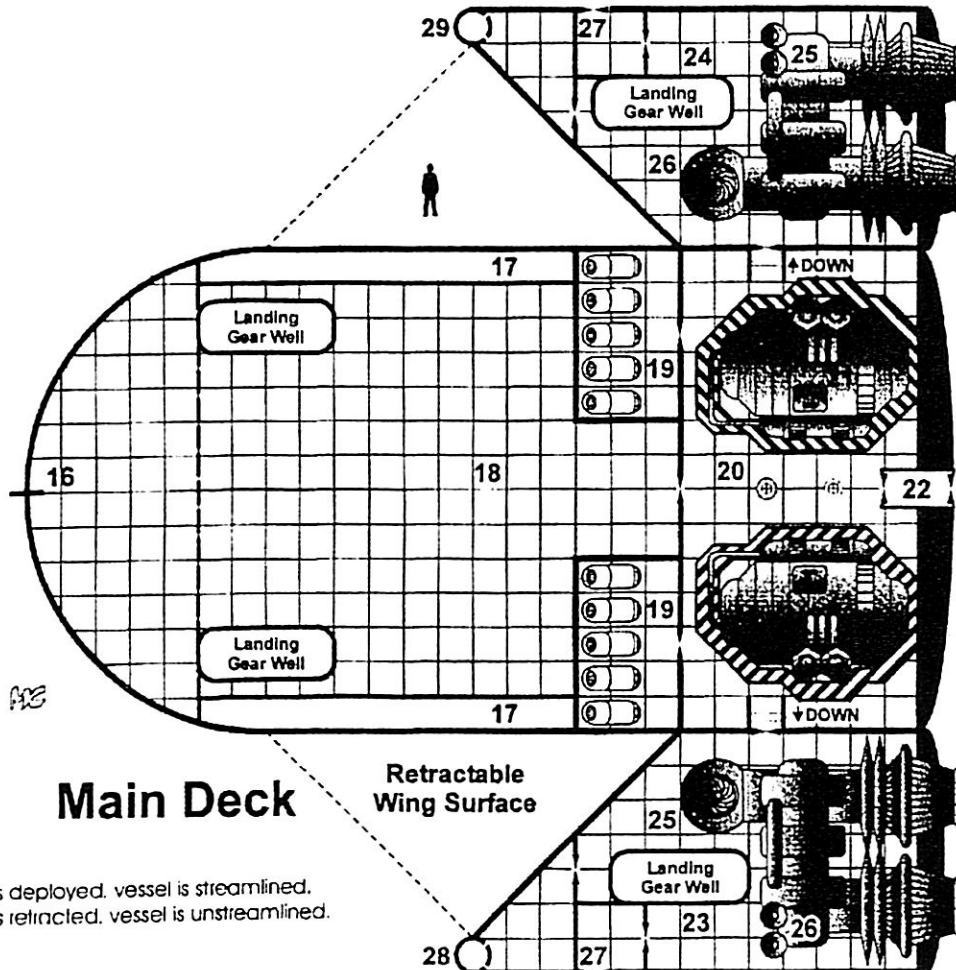 29
27
24
25
Landing
Gear Well
26
17
DOWN
Landing
Gear Well
19
16
18
20
22
19
Landing
Gear Well
17
DOWN
Main Deck
Retractable
Wing Surface
25
Landing
Gear Well
s deployed. vessel is streamlined.
s retracted. vessel is unstreamlined.
23
26
28
27